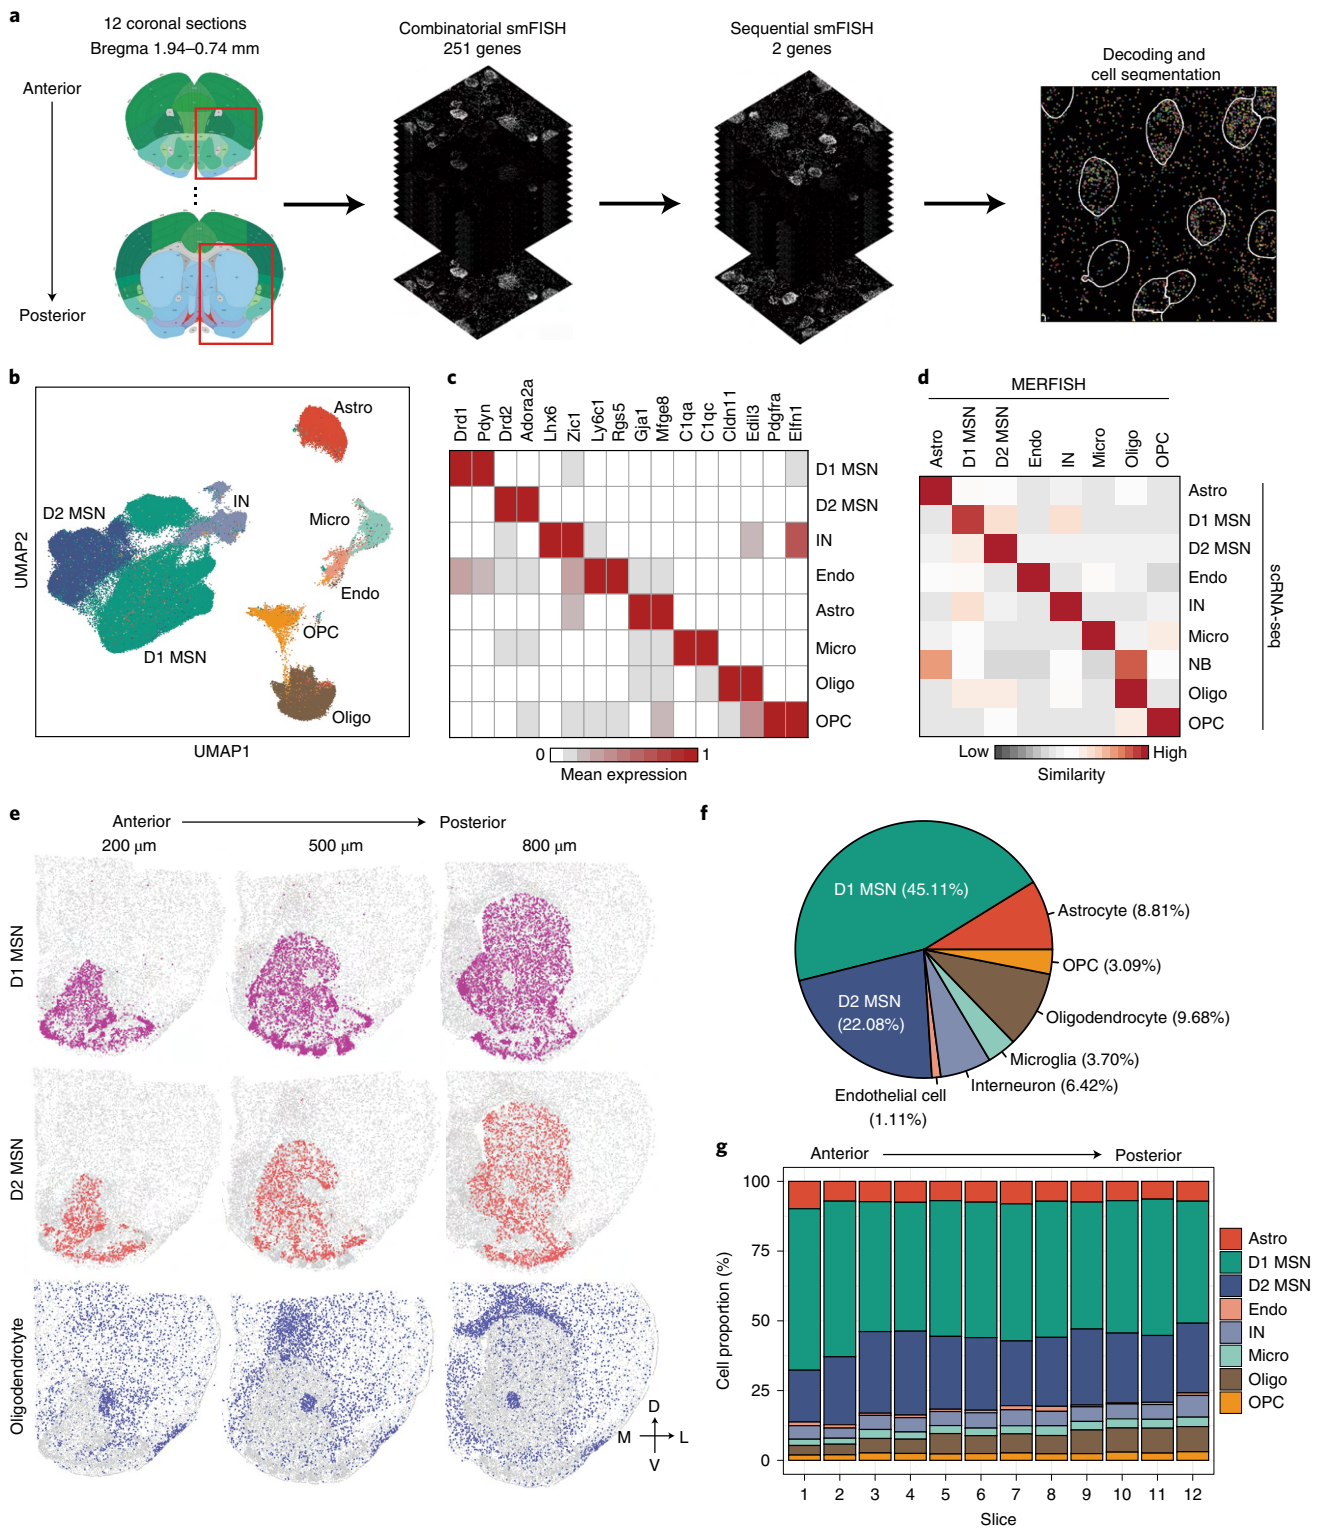 a
12 coronal sections
Bregma 1.94–0.74 mm
Anterior
Posterior
Combinatorial smFISH
251 genes
Sequential smFISH
2 genes
Decoding and
cell segmentation
b
Astro
IN
D2 MSN
Micro
Endo
OPC
D1 MSN
Oligo
UMAP2
UMAP1
c
Drd1
Pdyn
Drd2
Adora2a
Lhx6
Zic1
Ly6c1
Rgs5
Gja1
Mfge8
C1qa
C1qc
Cldn11
Edil3
Pdgfra
Elfn1
D1 MSN
D2 MSN
IN
Endo
Astro
Micro
Oligo
OPC
0
1
Mean expression
d
MERFISH
Astro
D1 MSN
D2 MSN
Endo
IN
Micro
Oligo
OPC
Astro
D1 MSN
D2 MSN
Endo
IN
Micro
NB
Oligo
OPC
scRNA-seq
Low
High
Similarity
e
Anterior
Posterior
200 µm
500 µm
800 µm
D1 MSN
D2 MSN
Oligodendrotyte
D
M
L
V
f
D1 MSN (45.11%)
Astrocyte (8.81%)
OPC (3.09%)
D2 MSN
(22.08%)
Oligodendrocyte (9.68%)
Microglia (3.70%)
Interneuron (6.42%)
Endothelial cell
(1.11%)
g
Anterior
Posterior
100
75
50
25
0
Cell proportion (%)
1 2 3 4 5 6 7 8 9 10 11 12
Slice
Astro
D1 MSN
D2 MSN
Endo
IN
Micro
Oligo
OPC